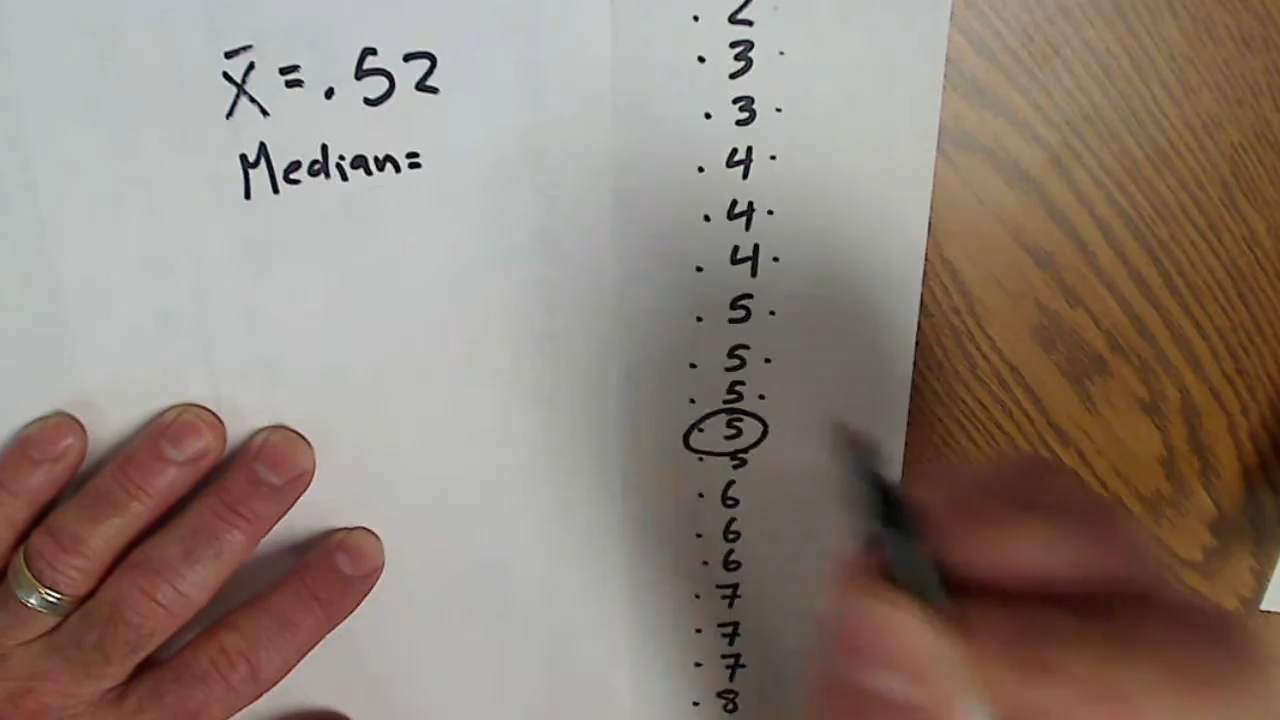 x̄ = .52
Median=
. 2
. 3 .
. 3 .
. 4 .
. 4 .
. 4 .
. 5 .
. 5 .
. 5 .
. 5
. 5
. 6
. 6
. 6
. 7
. 7
. 7
. 8